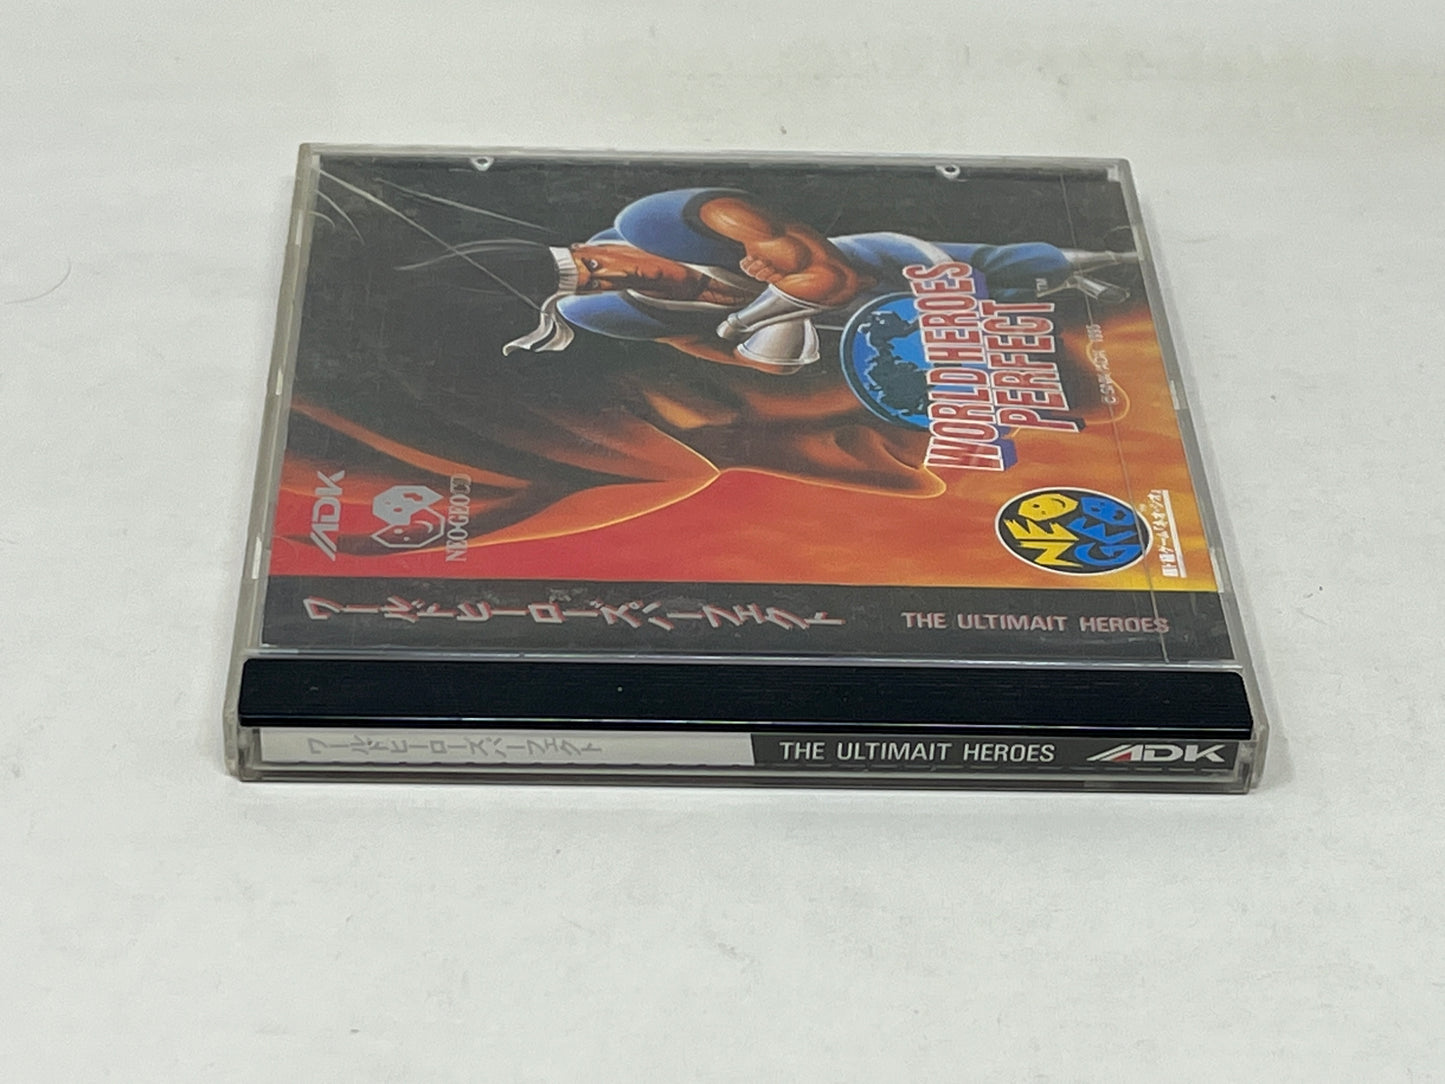 ADK
NEO·GEO CD
WORLD HEROES
PERFECT
TM
NEO
GEO
ワールドヒーローズパーフェクト
THE ULTIMAIT HEROES
ワールドヒーローズパーフェクト
THE ULTIMAIT HEROES
ADK